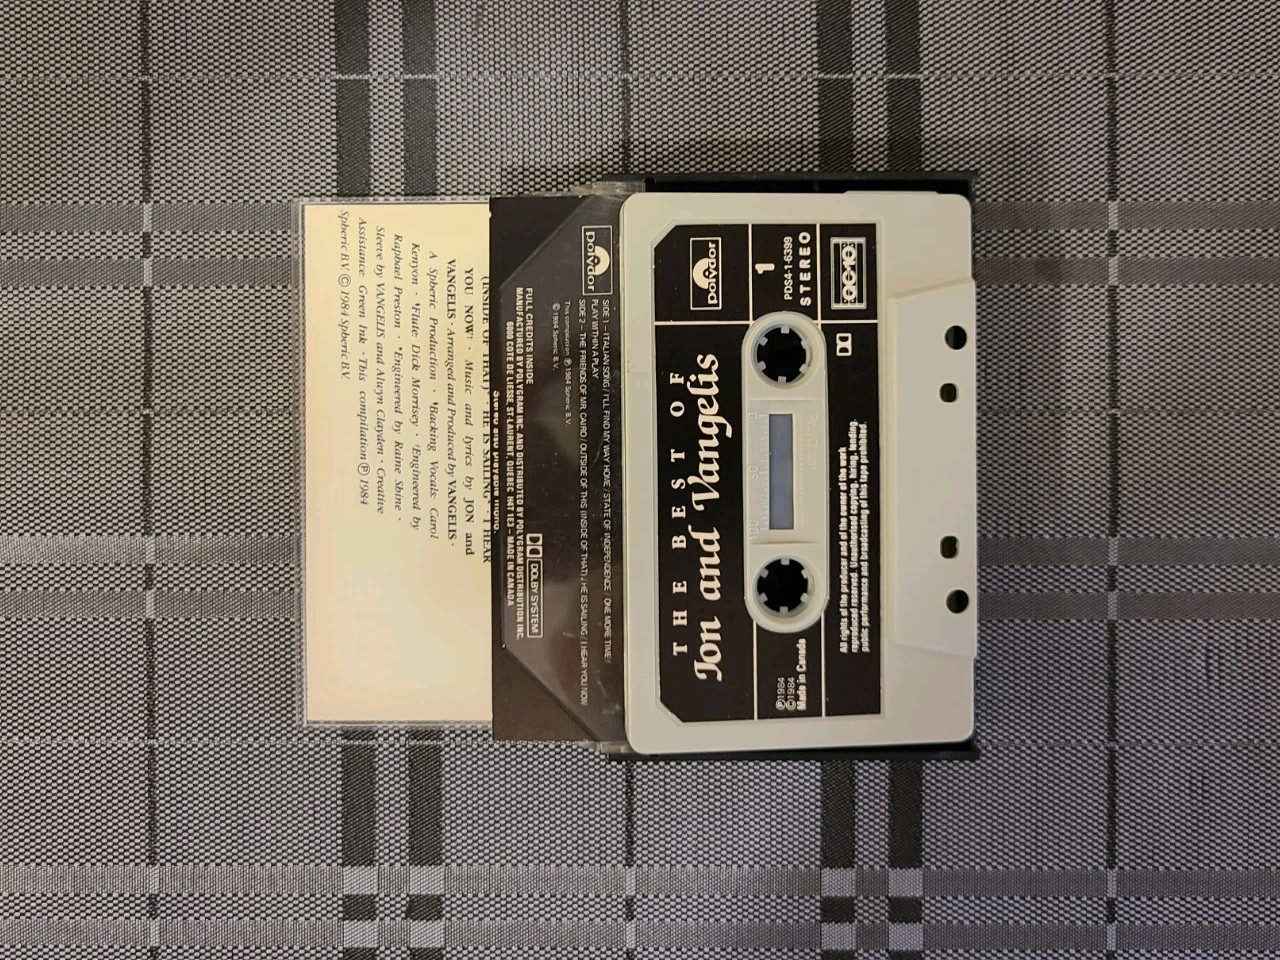 polydor
1
PDS4-1-6399
STEREO
THE BEST OF
Jon and Vangelis
℗1984
©1984
Made in Canada
All rights of the producer and of the owner of the work
reproduced reserved. Unauthorised copying, hiring, lending,
public performance and broadcasting of this tape prohibited.
polydor
SIDE 1 – ITALIAN SONG / I'LL FIND MY WAY HOME / STATE OF INDEPENDENCE / ONE MORE TIME /
PLAY WITHIN A PLAY
SIDE 2 – THE FRIENDS OF MR. CAIRO / OUTSIDE OF THIS (INSIDE OF THAT) / HE IS SAILING / I HEAR YOU NOW
This compilation ℗ 1984 Spheric B.V.
© 1984 Spheric B.V.
DOLBY SYSTEM
FULL CREDITS INSIDE
MANUFACTURED BY POLYGRAM INC. AND DISTRIBUTED BY POLYGRAM DISTRIBUTION INC.
6000 COTE DE LIESSE, ST-LAURENT, QUEBEC H4T 1E3 – MADE IN CANADA
Stereo also playable mono.
(INSIDE OF THAT)' · HE IS SAILING' · 'I HEAR
YOU NOW' · Music and lyrics by JON and
VANGELIS · Arranged and Produced by VANGELIS ·
A Spheric Production · Backing Vocals: Carol
Kenyon · Flute: Dick Morrissey · Engineered by
Raphael Preston · Engineered by Raine Shine ·
Sleeve by VANGELIS and Alwyn Clayden · Creative
Assistance: Green Ink · This compilation ℗ 1984
Spheric B.V. © 1984 Spheric B.V.